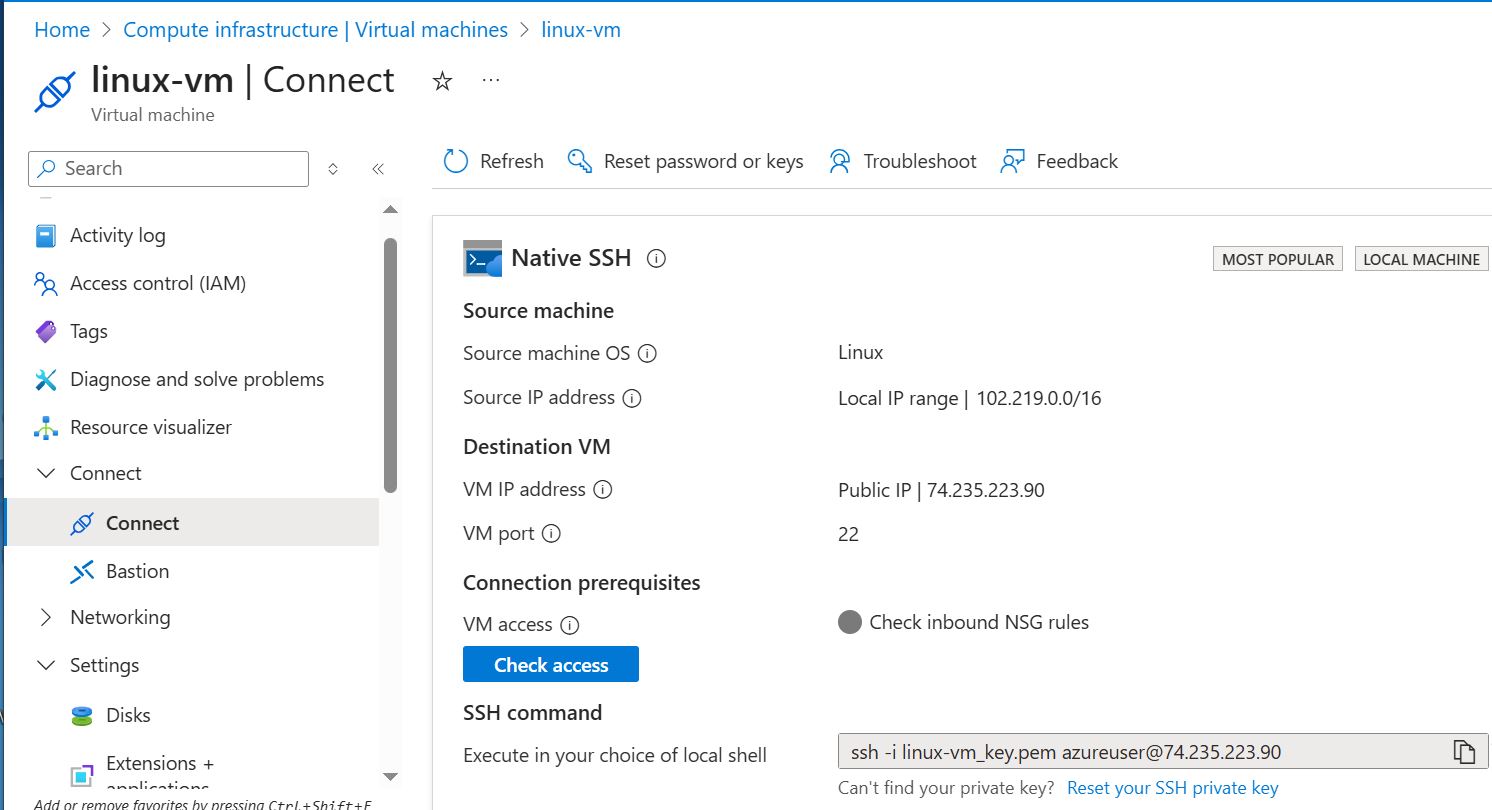 Home > Compute infrastructure | Virtual machines > linux-vm
linux-vm | Connect
Virtual machine
Search
Refresh
Reset password or keys
Troubleshoot
Feedback
Activity log
Access control (IAM)
Tags
Diagnose and solve problems
Resource visualizer
Connect
Connect
Bastion
Networking
Settings
Disks
Extensions +
applications
Add or remove favorites by pressing Ctrl+Shift+F
Native SSH
MOST POPULAR
LOCAL MACHINE
Source machine
Source machine OS
Linux
Source IP address
Local IP range | 102.219.0.0/16
Destination VM
VM IP address
Public IP | 74.235.223.90
VM port
22
Connection prerequisites
VM access
Check inbound NSG rules
Check access
SSH command
Execute in your choice of local shell
ssh -i linux-vm_key.pem azureuser@74.235.223.90
Can't find your private key? Reset your SSH private key